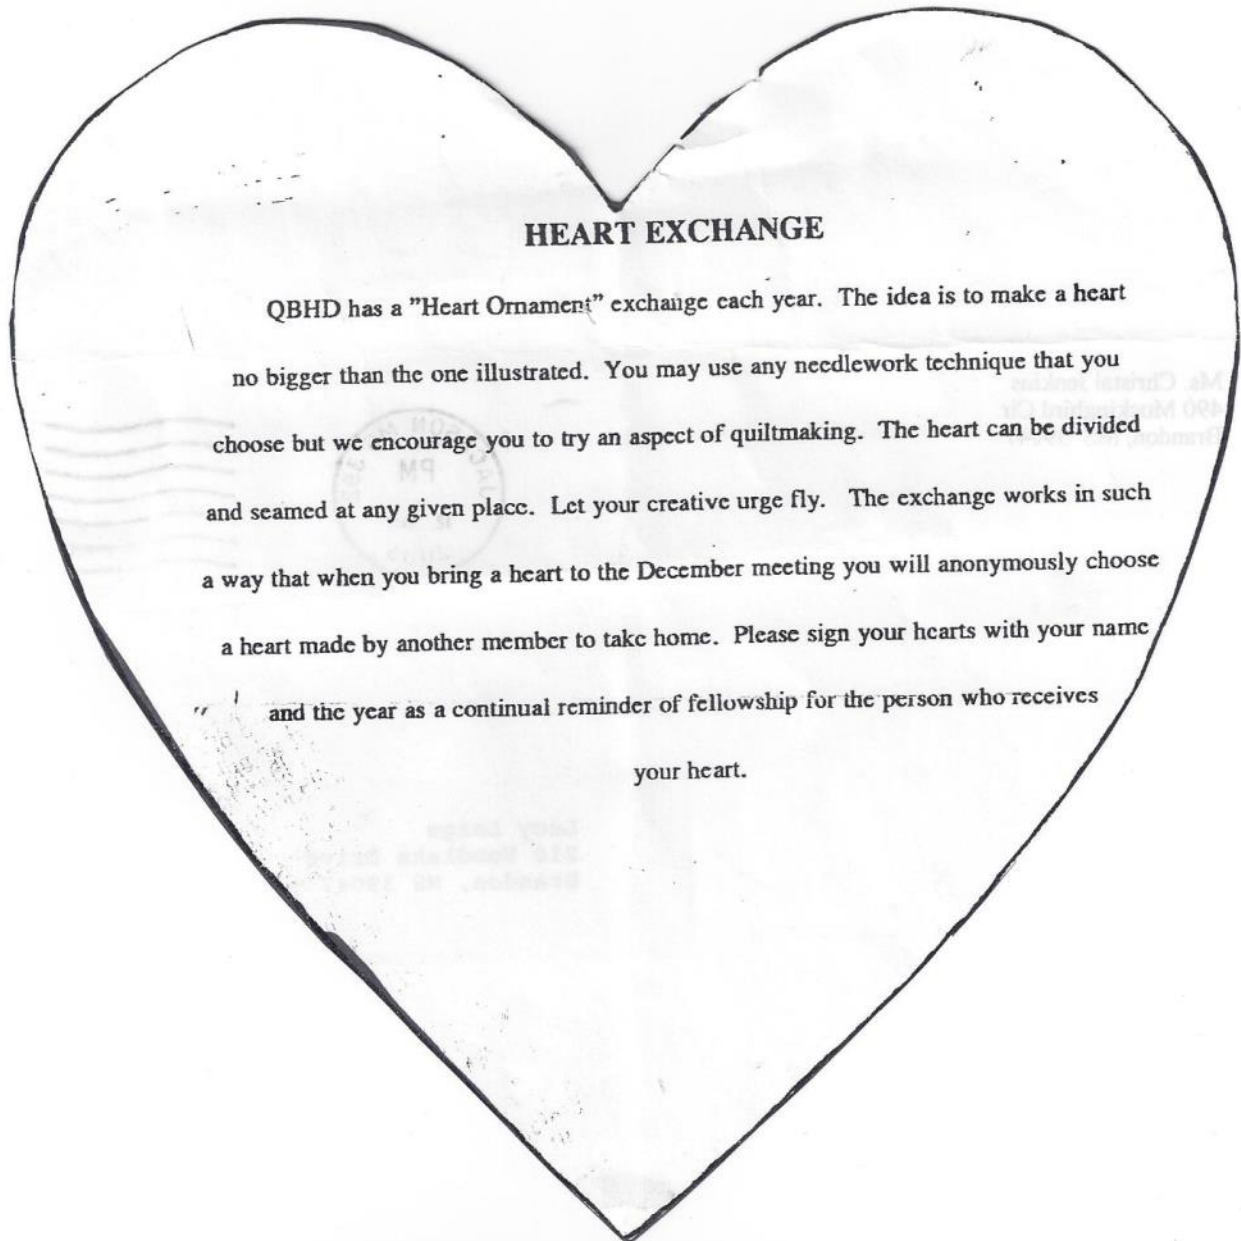 HEART EXCHANGE
QBHD has a "Heart Ornament" exchange each year. The idea is to make a heart
no bigger than the one illustrated. You may use any needlework technique that you
choose but we encourage you to try an aspect of quiltmaking. The heart can be divided
and seamed at any given place. Let your creative urge fly. The exchange works in such
a way that when you bring a heart to the December meeting you will anonymously choose
a heart made by another member to take home. Please sign your hearts with your name
and the year as a continual reminder of fellowship for the person who receives
your heart.